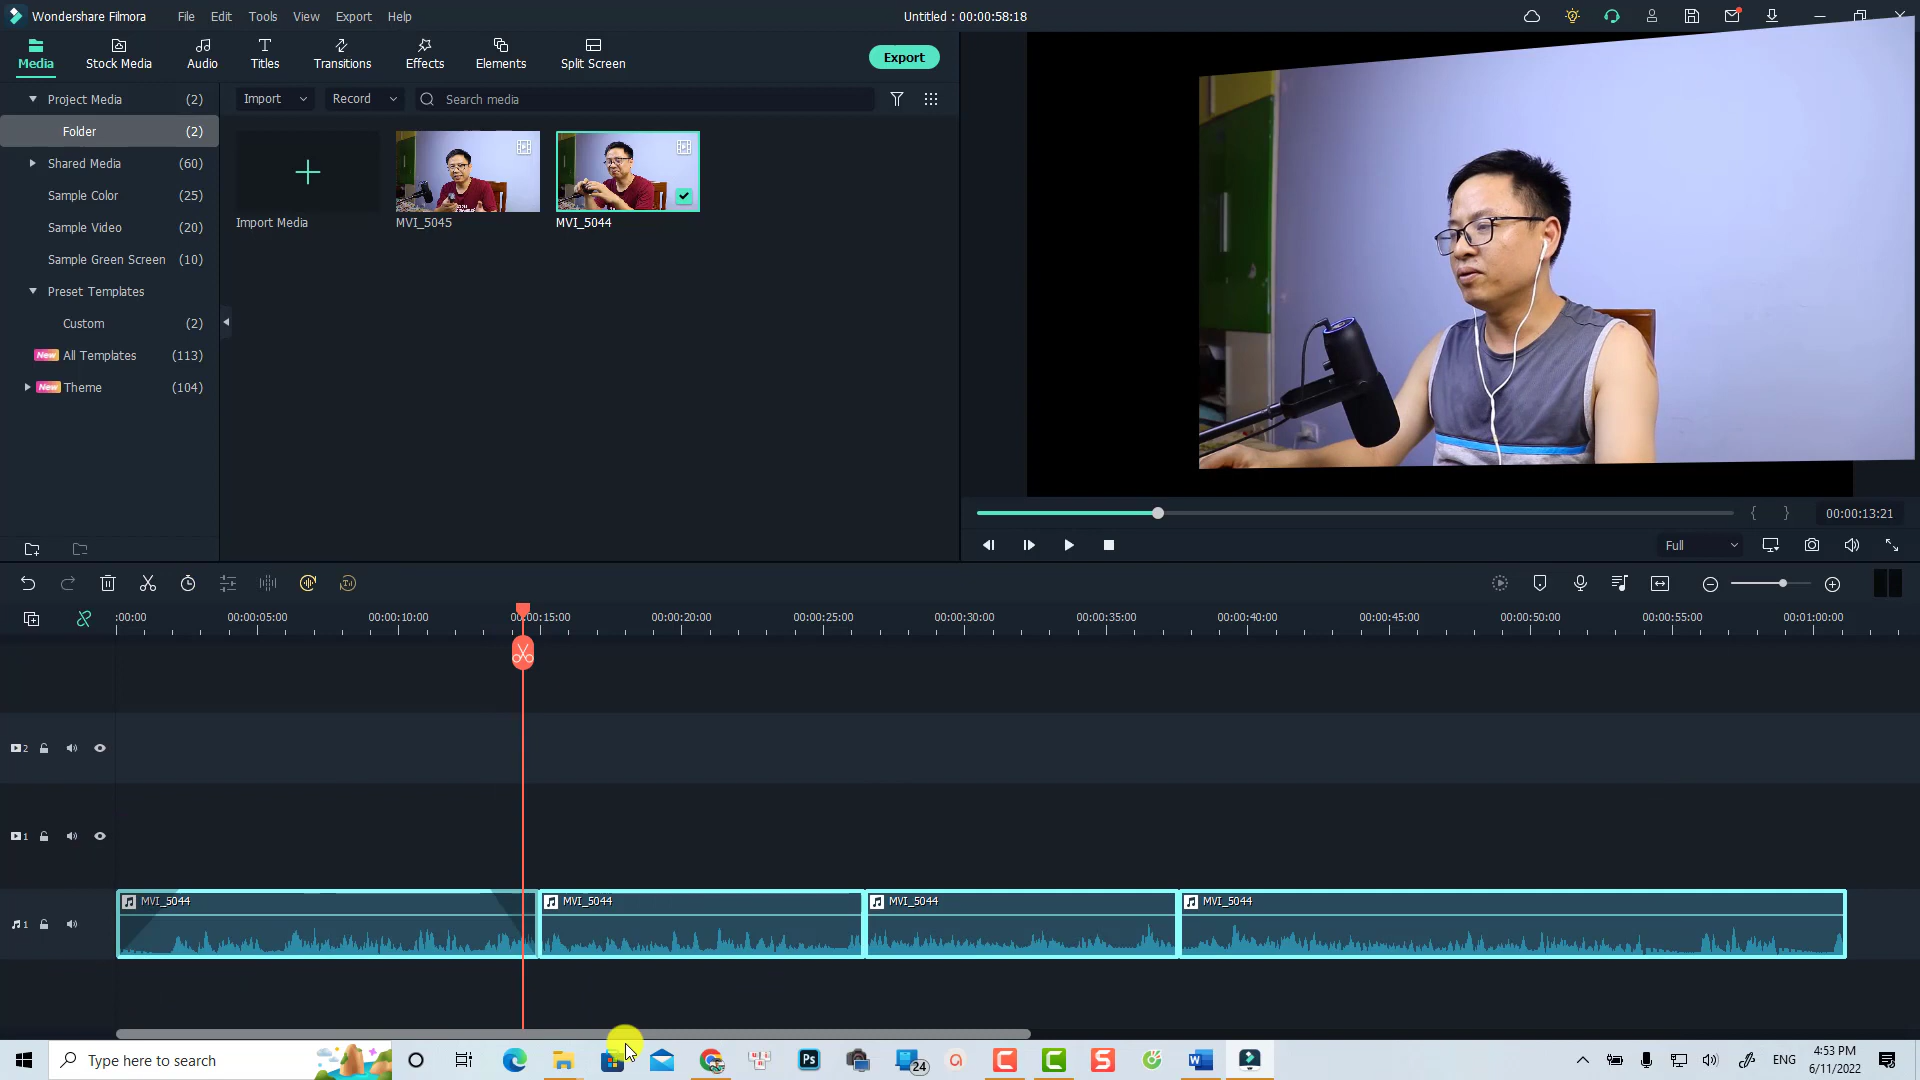 Wondershare Filmora File Edit Tools View Export Help Untitled : 00:00:58:18
Media Stock Media Audio Titles Transitions Effects Elements Split Screen Export
Project Media (2)
Folder (2)
Shared Media (60)
Sample Color (25)
Sample Video (20)
Sample Green Screen (10)
Preset Templates
Custom (2)
New All Templates (113)
New Theme (104)
Import Record Search media
Import Media MVI_5045 MVI_5044
00:00:13:21
Full
:00:00 00:00:05:00 00:00:10:00 00:00:15:00 00:00:20:00 00:00:25:00 00:00:30:00 00:00:35:00 00:00:40:00 00:00:45:00 00:00:50:00 00:00:55:00 00:01:00:00
2
1
1
MVI_5044 MVI_5044 MVI_5044 MVI_5044
Type here to search
Ps
24
ENG
4:53 PM
6/11/2022